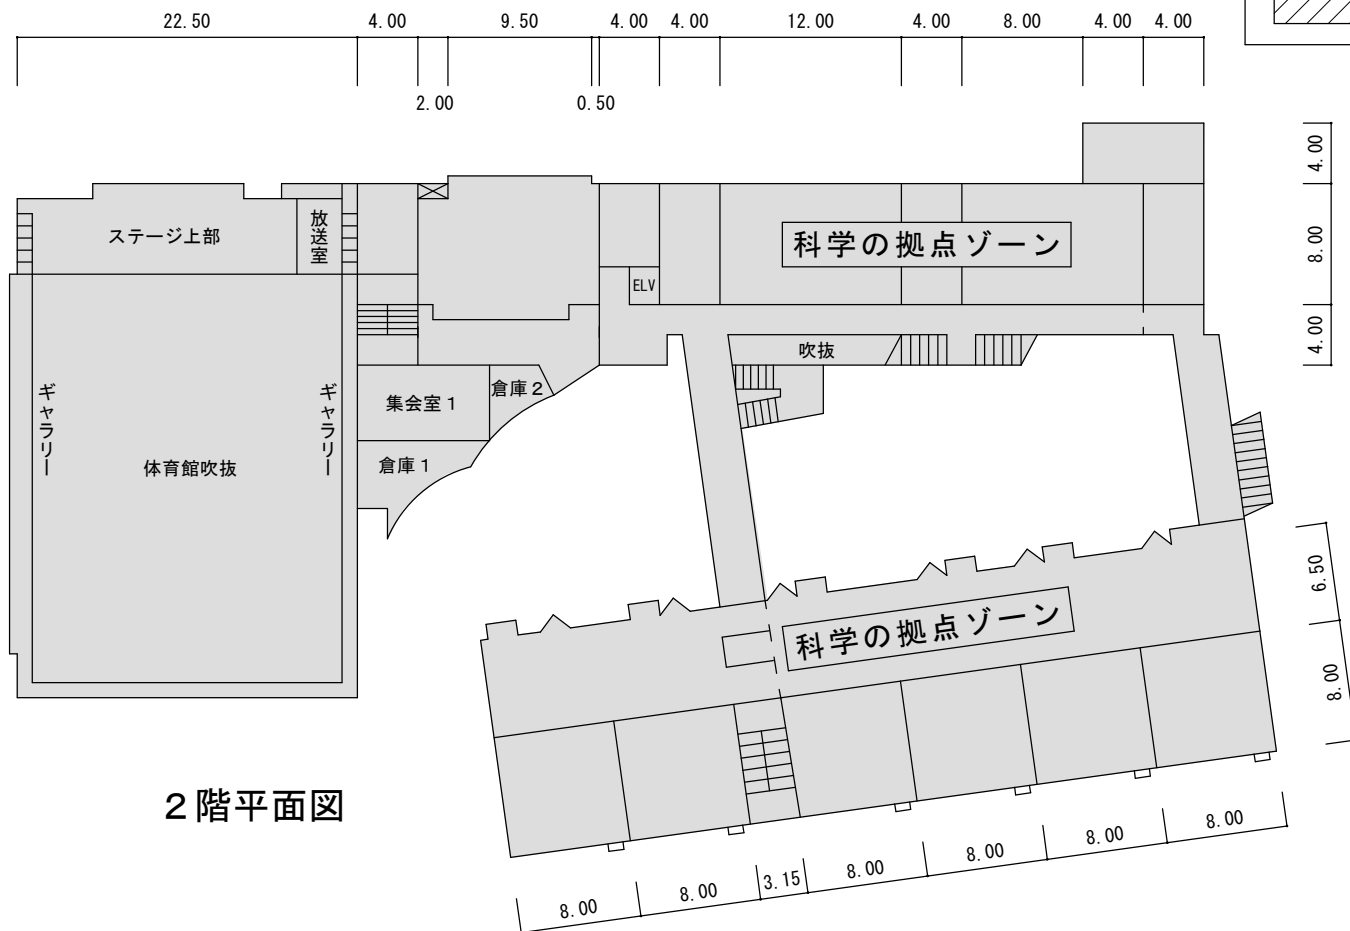 22.50
4.00
9.50
4.00
4.00
12.00
4.00
8.00
4.00
4.00
2.00
0.50
4.00
8.00
4.00
ステージ上部
放送室
科学の拠点ゾーン
ELV
吹抜
ギャラリー
ギャラリー
集会室1
倉庫2
倉庫1
体育館吹抜
科学の拠点ゾーン
6.50
8.00
2階平面図
8.00
8.00
3.15
8.00
8.00
8.00
8.00